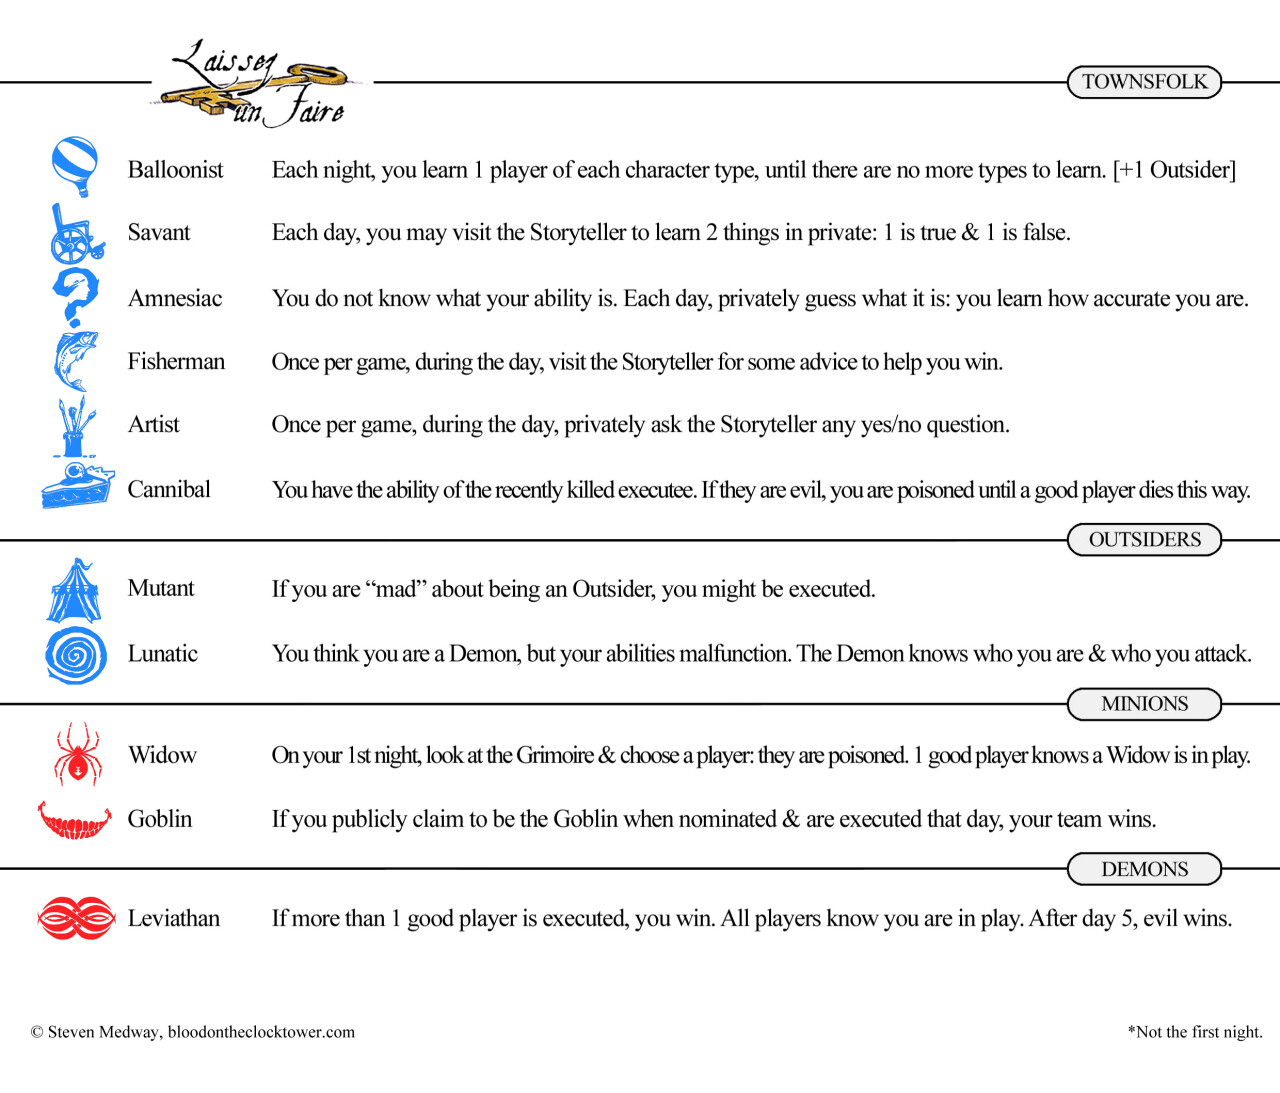 Laissez
un Faire
TOWNSFOLK
Balloonist Each night, you learn 1 player of each character type, until there are no more types to learn. [+1 Outsider]
Savant Each day, you may visit the Storyteller to learn 2 things in private: 1 is true & 1 is false.
Amnesiac You do not know what your ability is. Each day, privately guess what it is: you learn how accurate you are.
Fisherman Once per game, during the day, visit the Storyteller for some advice to help you win.
Artist Once per game, during the day, privately ask the Storyteller any yes/no question.
Cannibal You have the ability of the recently killed executee. If they are evil, you are poisoned until a good player dies this way.
OUTSIDERS
Mutant If you are “mad” about being an Outsider, you might be executed.
Lunatic You think you are a Demon, but your abilities malfunction. The Demon knows who you are & who you attack.
MINIONS
Widow On your 1st night, look at the Grimoire & choose a player: they are poisoned. 1 good player knows a Widow is in play.
Goblin If you publicly claim to be the Goblin when nominated & are executed that day, your team wins.
DEMONS
Leviathan If more than 1 good player is executed, you win. All players know you are in play. After day 5, evil wins.
© Steven Medway, bloodontheclocktower.com
*Not the first night.